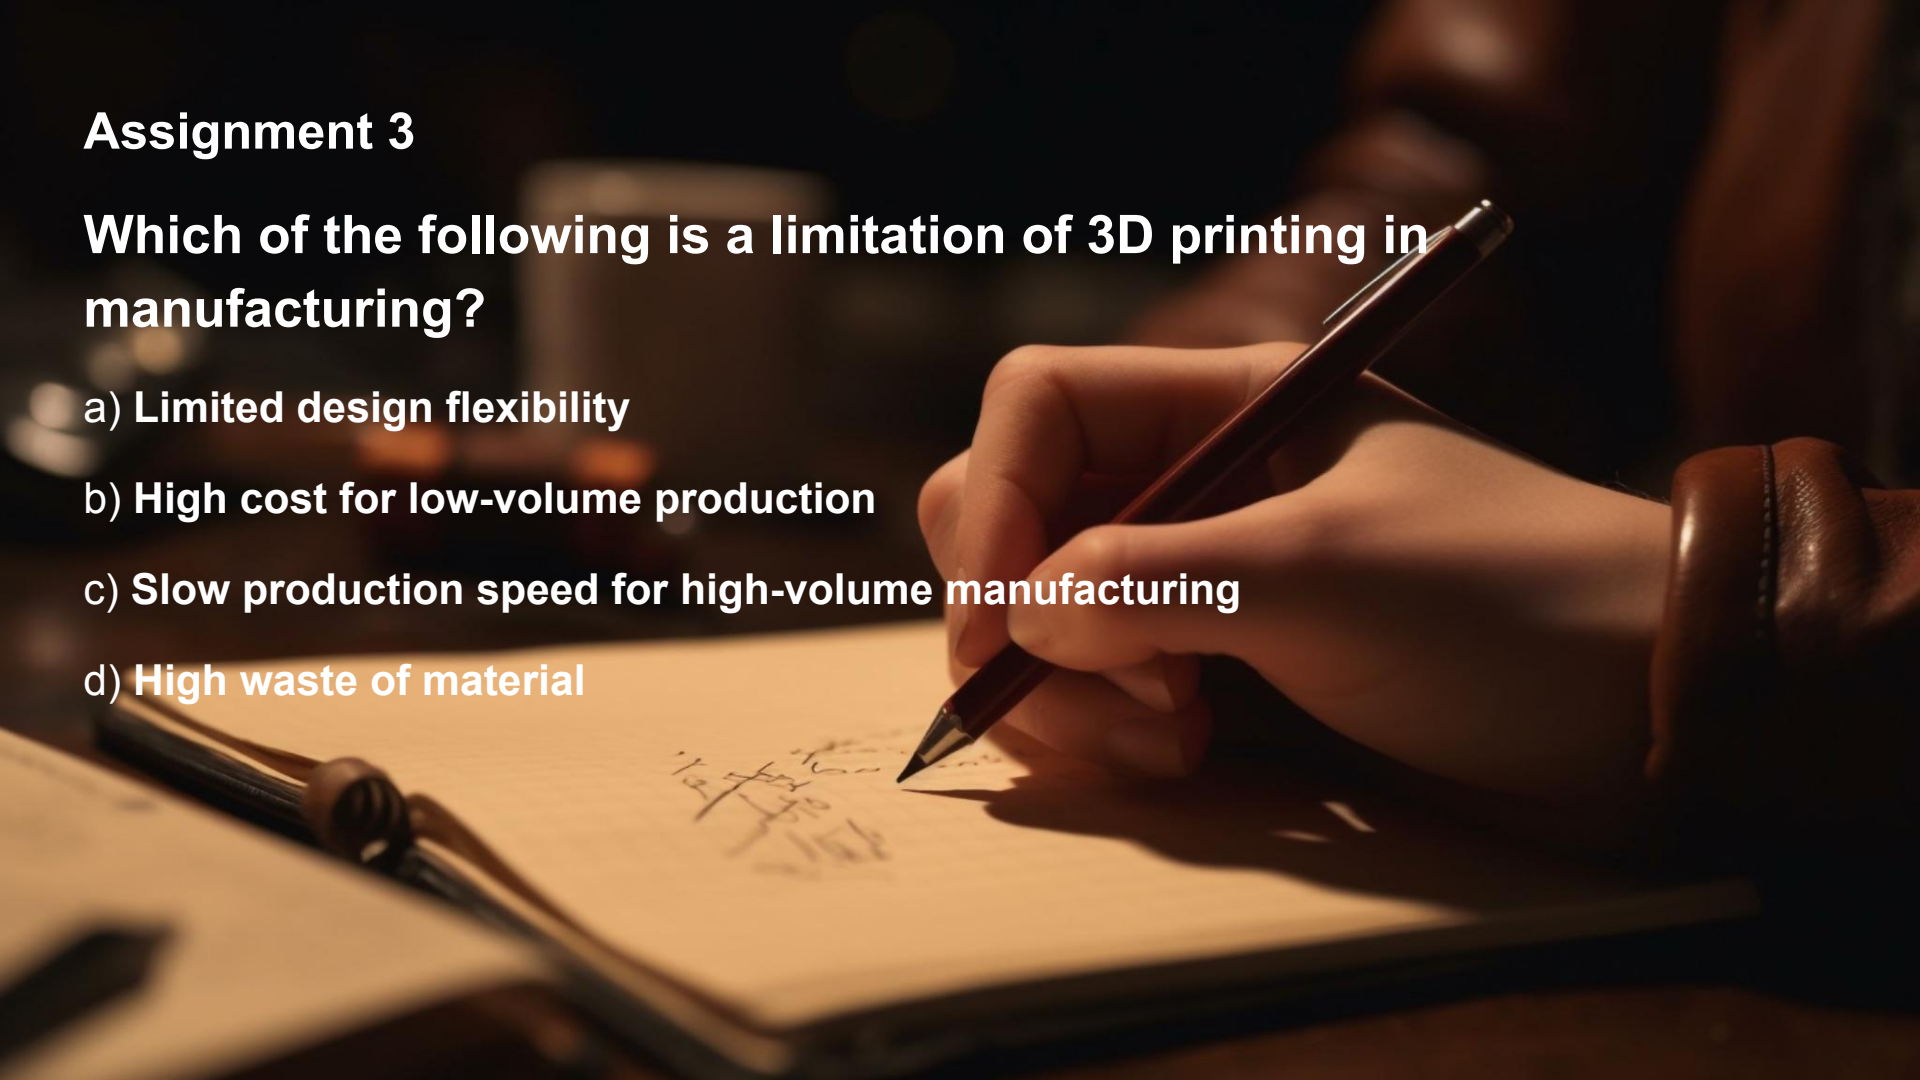 Assignment 3
Which of the following is a limitation of 3D printing in
manufacturing?
a) Limited design flexibility
b) High cost for low-volume production
c) Slow production speed for high-volume manufacturing
d) High waste of material